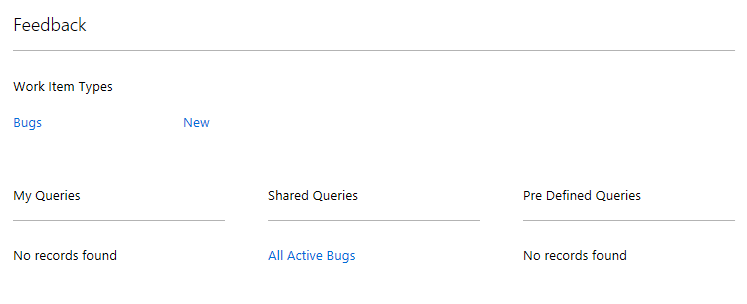 Feedback
Work Item Types
Bugs New
My Queries Shared Queries Pre Defined Queries
No records found All Active Bugs No records found